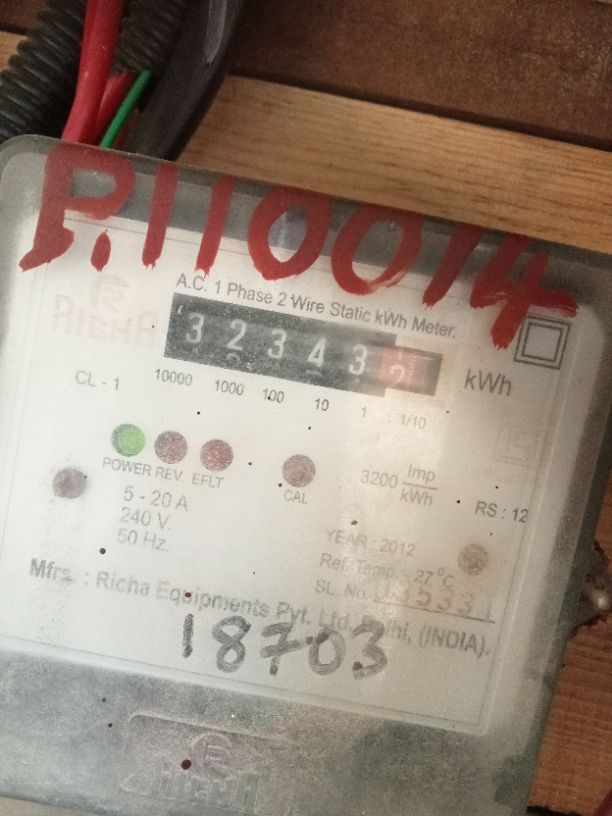 P.110014
A.C. 1 Phase 2 Wire Static kWh Meter.
RICHA
3 2 3 4 3 2 kWh
CL - 1 10000 1000 100 10 1 1/10
POWER REV. EFLT CAL 3200 Imp/kWh RS : 12
5 - 20 A
240 V.
50 Hz.
YEAR : 2012
Ref. Temp. - 27°C
SL. No.
Mfrs. : Richa Equipments Pvt. Ltd. Delhi, (INDIA).
18703
RICHA